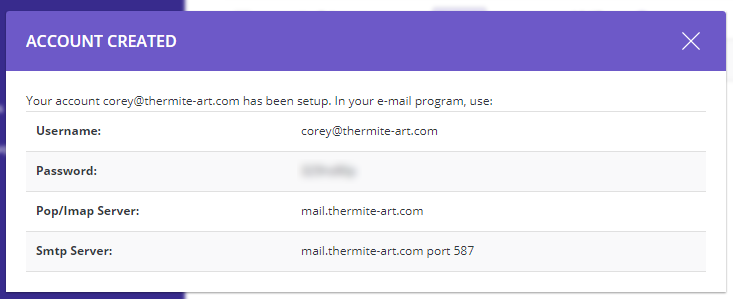 ACCOUNT CREATED
Your account corey@thermite-art.com has been setup. In your e-mail program, use:
Username: corey@thermite-art.com
Password:
Pop/Imap Server: mail.thermite-art.com
Smtp Server: mail.thermite-art.com port 587